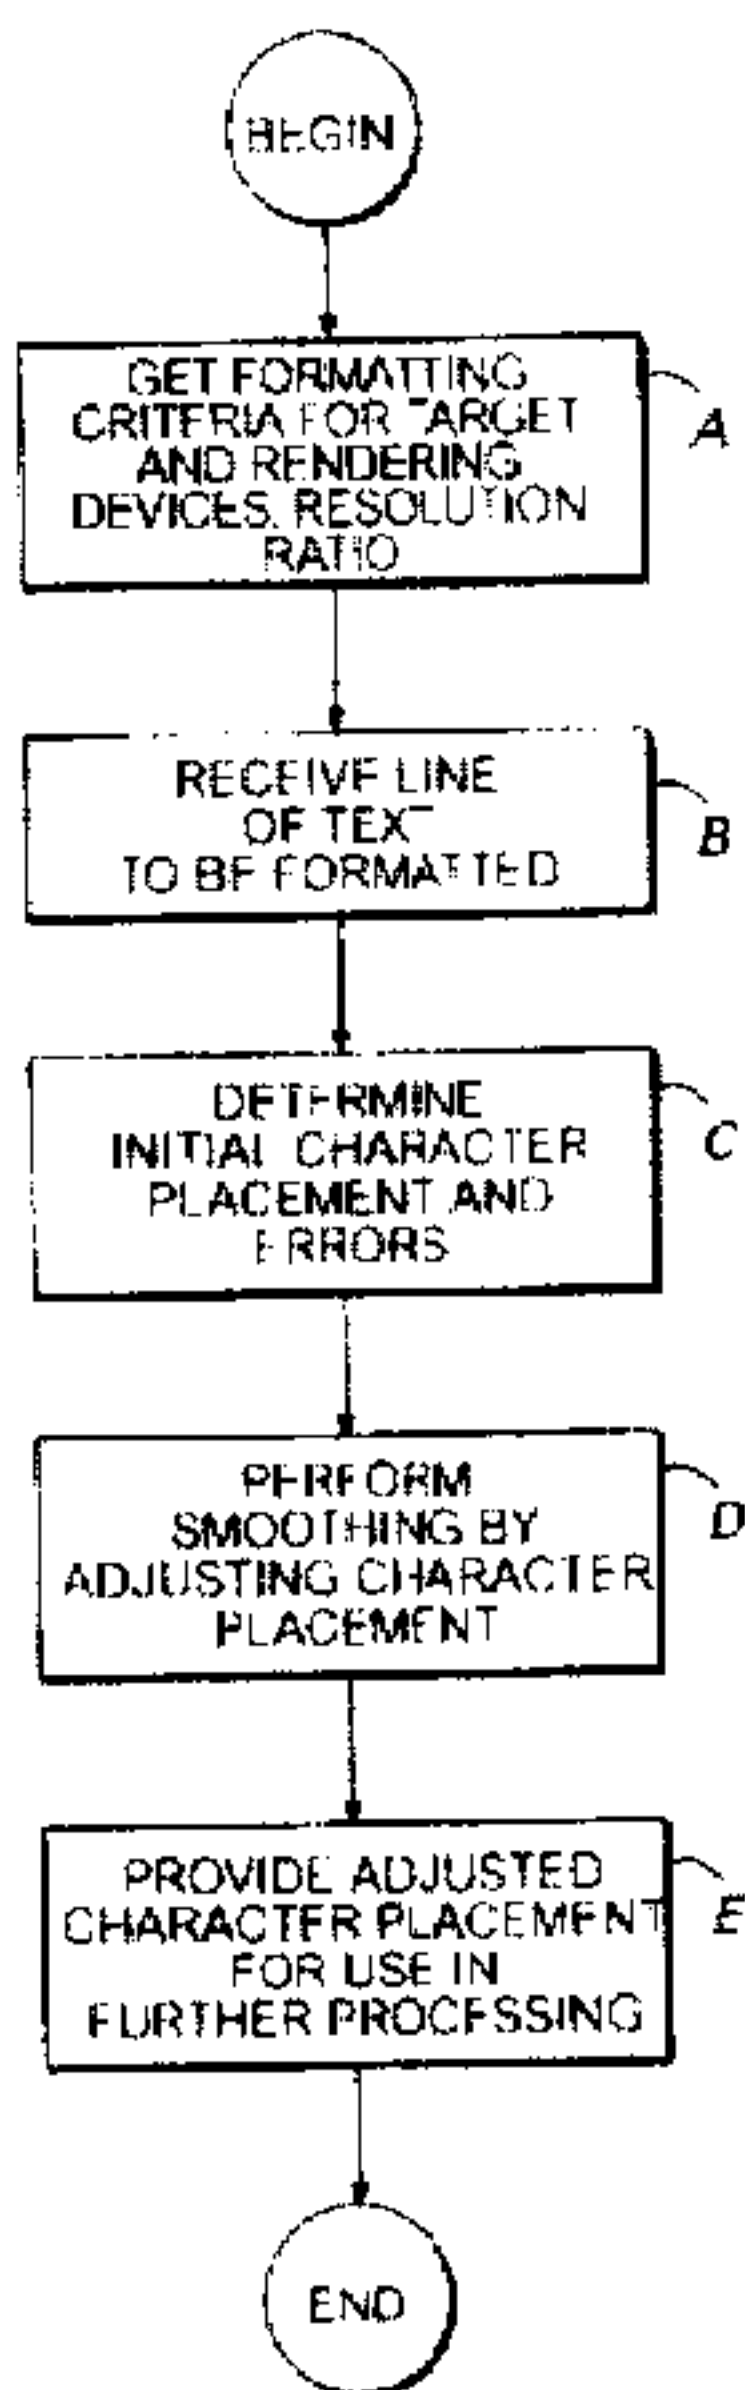 BEGIN
GET FORMATTING
CRITERIA FOR TARGET
AND RENDERING
DEVICES, RESOLUTION
RATIO
A
RECEIVE LINE
OF TEXT
TO BE FORMATTED
B
DETERMINE
INITIAL CHARACTER
PLACEMENT AND
ERRORS
C
PERFORM
SMOOTHING BY
ADJUSTING CHARACTER
PLACEMENT
D
PROVIDE ADJUSTED
CHARACTER PLACEMENT
FOR USE IN
FURTHER PROCESSING
E
END